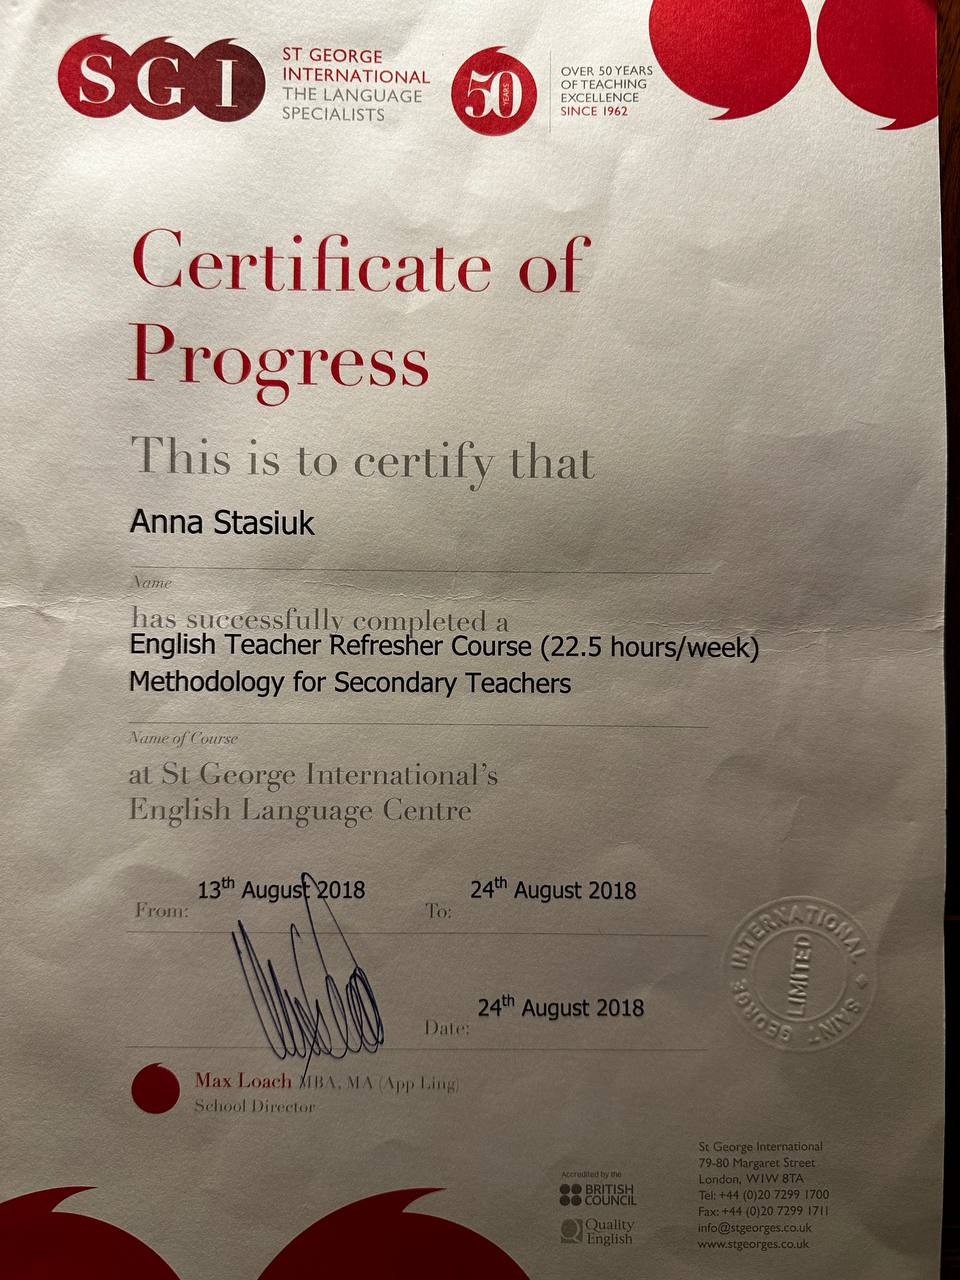 SGI
ST GEORGE
INTERNATIONAL
THE LANGUAGE
SPECIALISTS
50
YEARS
OVER 50 YEARS
OF TEACHING
EXCELLENCE
SINCE 1962
Certificate of
Progress
This is to certify that
Anna Stasiuk
Name
has successfully completed a
English Teacher Refresher Course (22.5 hours/week)
Methodology for Secondary Teachers
Name of Course
at St George International's
English Language Centre
From: 13th August 2018 To: 24th August 2018
Date: 24th August 2018
Max Loach MBA, MA (App Ling)
School Director
SAINT GEORGE INTERNATIONAL
LIMITED
Accredited by the
BRITISH
COUNCIL
Quality
English
St George International
79-80 Margaret Street
London, W1W 8TA
Tel: +44 (0)20 7299 1700
Fax: +44 (0)20 7299 1711
info@stgeorges.co.uk
www.stgeorges.co.uk